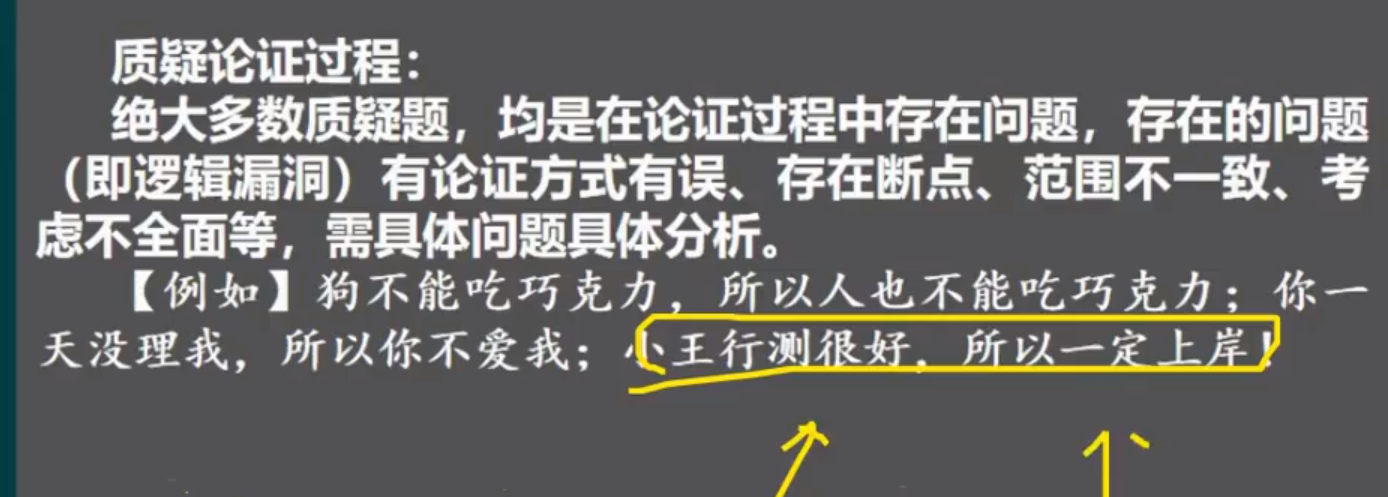 质疑论证过程：
绝大多数质疑题，均是在论证过程中存在问题，存在的问题
（即逻辑漏洞）有论证方式有误、存在断点、范围不一致、考
虑不全面等，需具体问题具体分析。
【例如】狗不能吃巧克力，所以人也不能吃巧克力；你一
天没理我，所以你不爱我；小王行测很好，所以一定上岸！